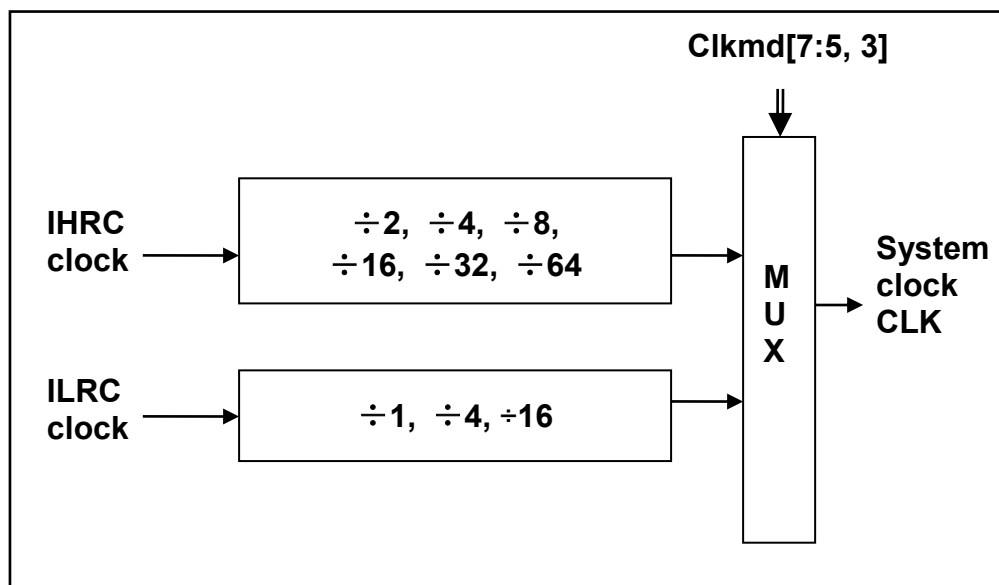 Clkmd[7:5, 3]
IHRC
clock
÷2, ÷4, ÷8,
÷16, ÷32, ÷64
M
U
X
System
clock
CLK
ILRC
clock
÷1, ÷4, ÷16